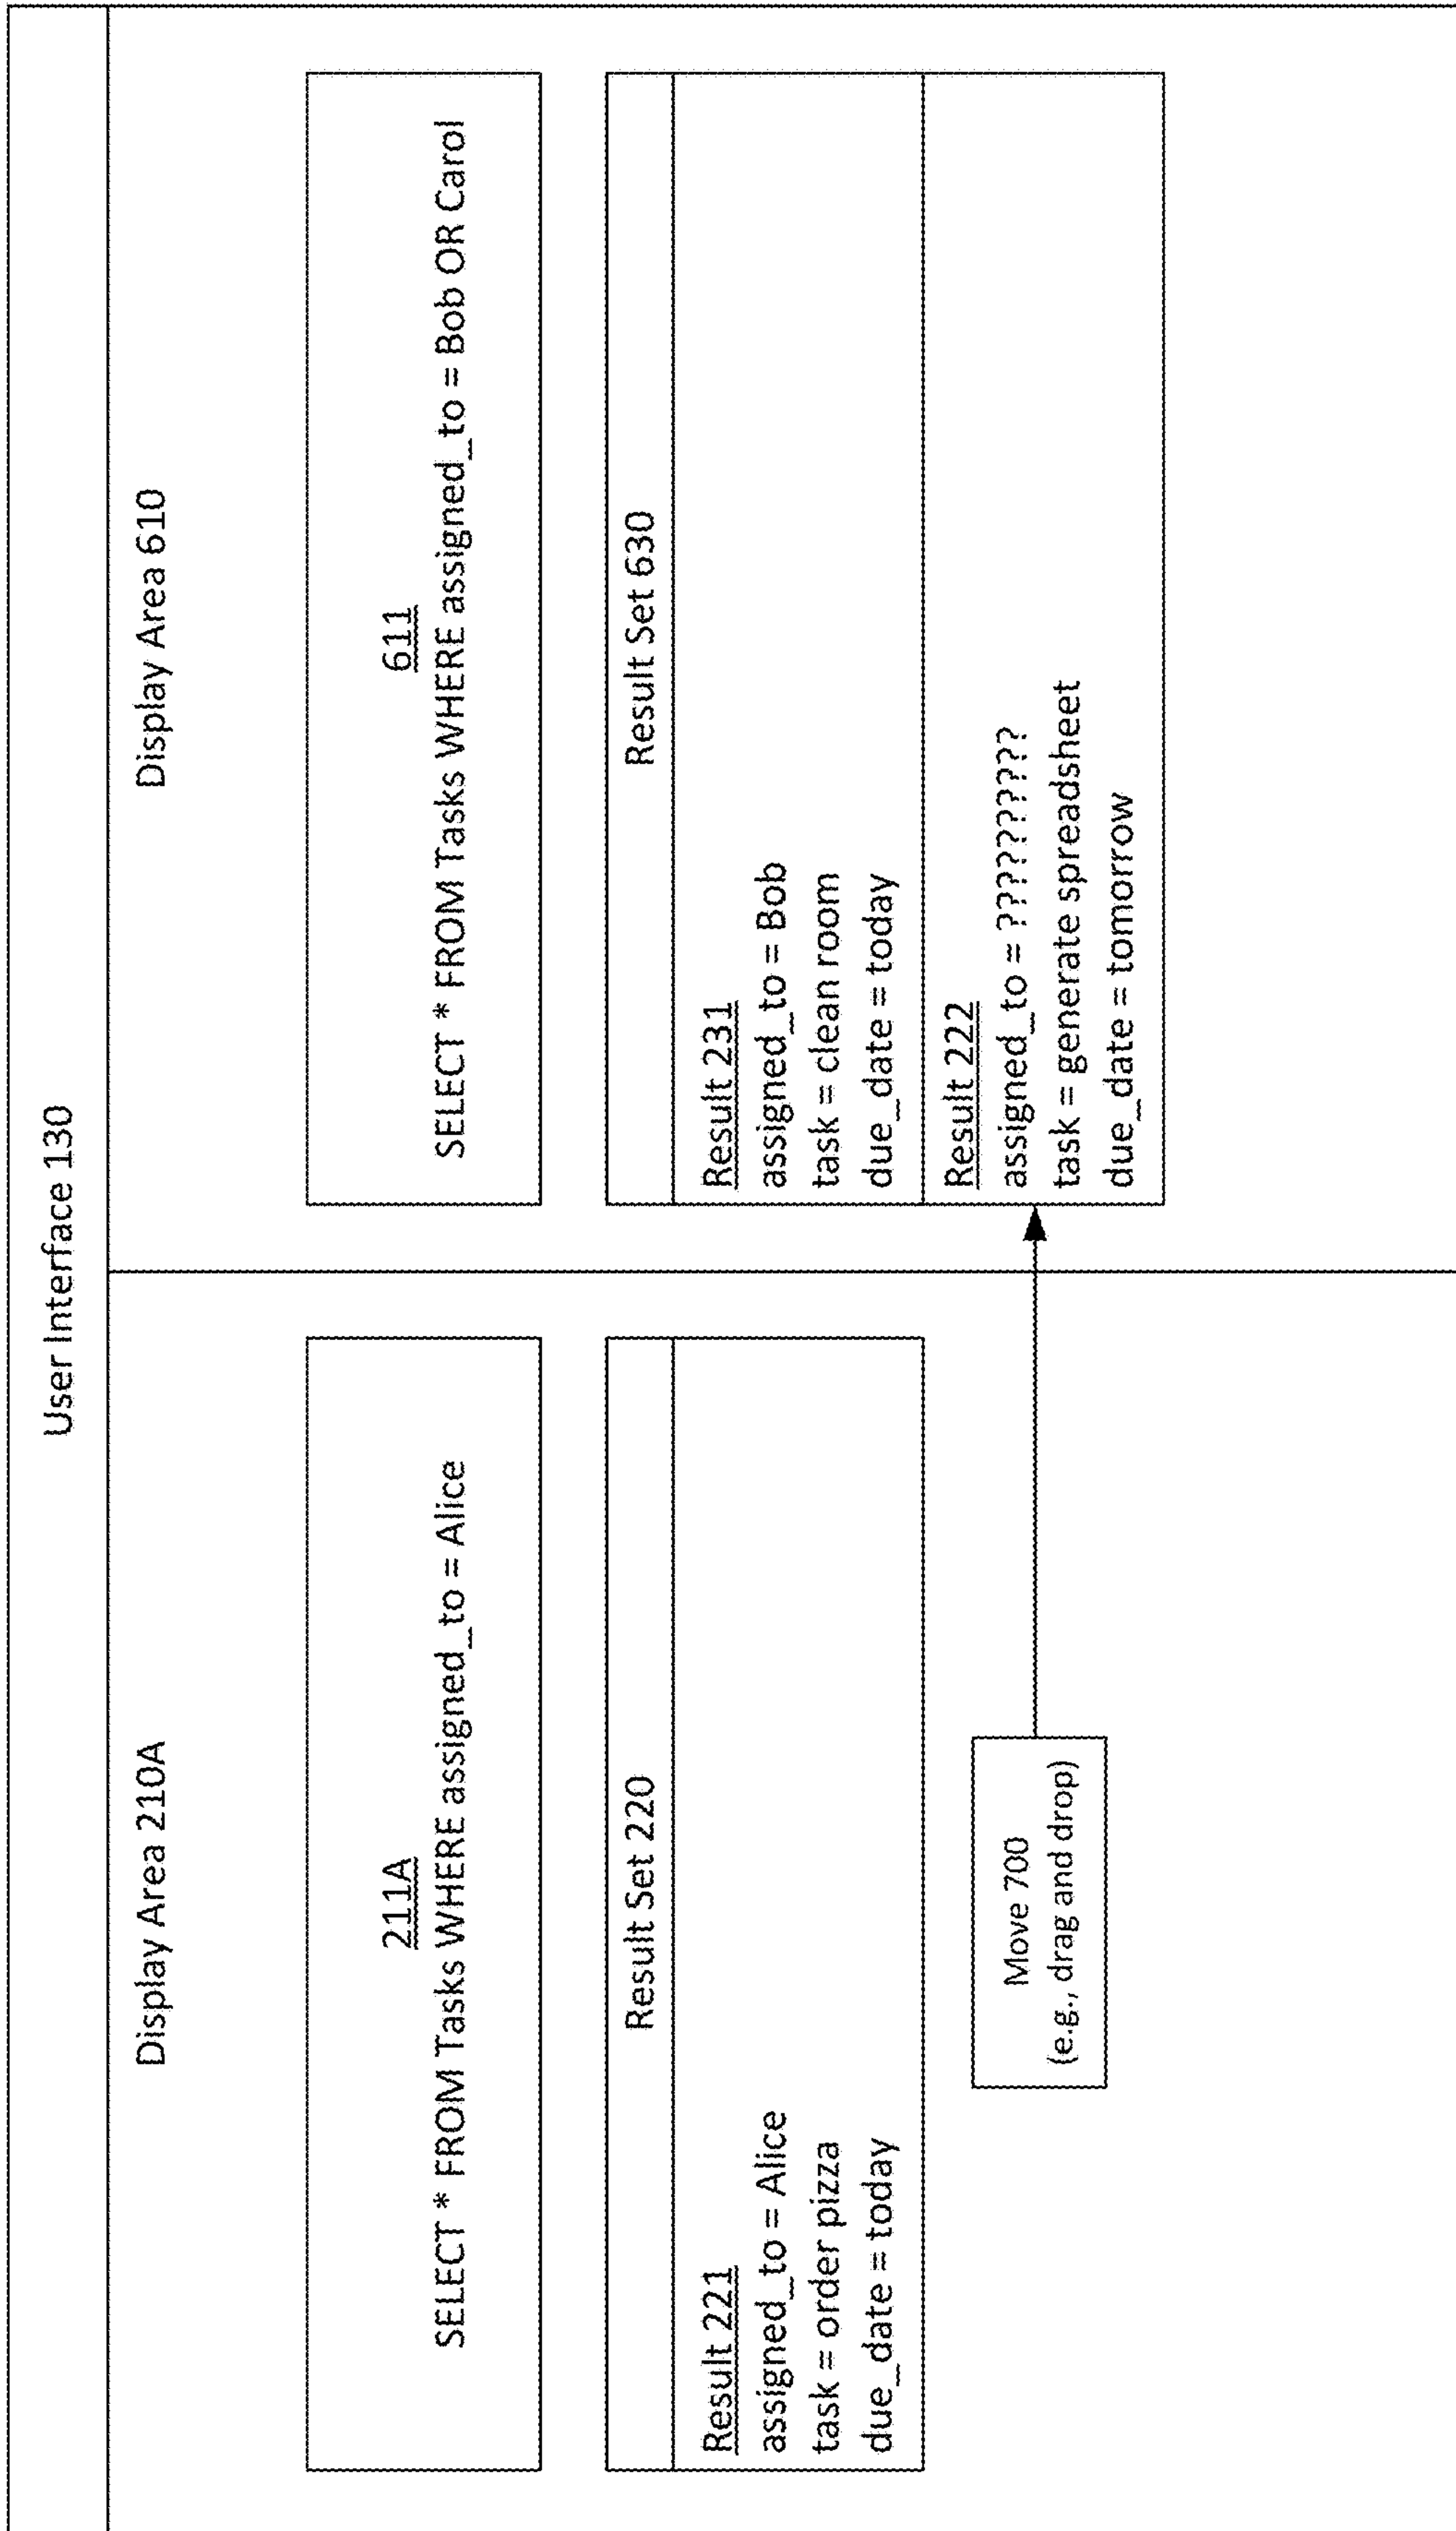 User Interface 130
Display Area 210A
211A
SELECT * FROM Tasks WHERE assigned_to = Alice
Result Set 220
Result 221
assigned_to = Alice
task = order pizza
due_date = today
Move 700
(e.g., drag and drop)
Display Area 610
611
SELECT * FROM Tasks WHERE assigned_to = Bob OR Carol
Result Set 630
Result 231
assigned_to = Bob
task = clean room
due_date = today
Result 222
assigned_to = ??????????
task = generate spreadsheet
due_date = tomorrow